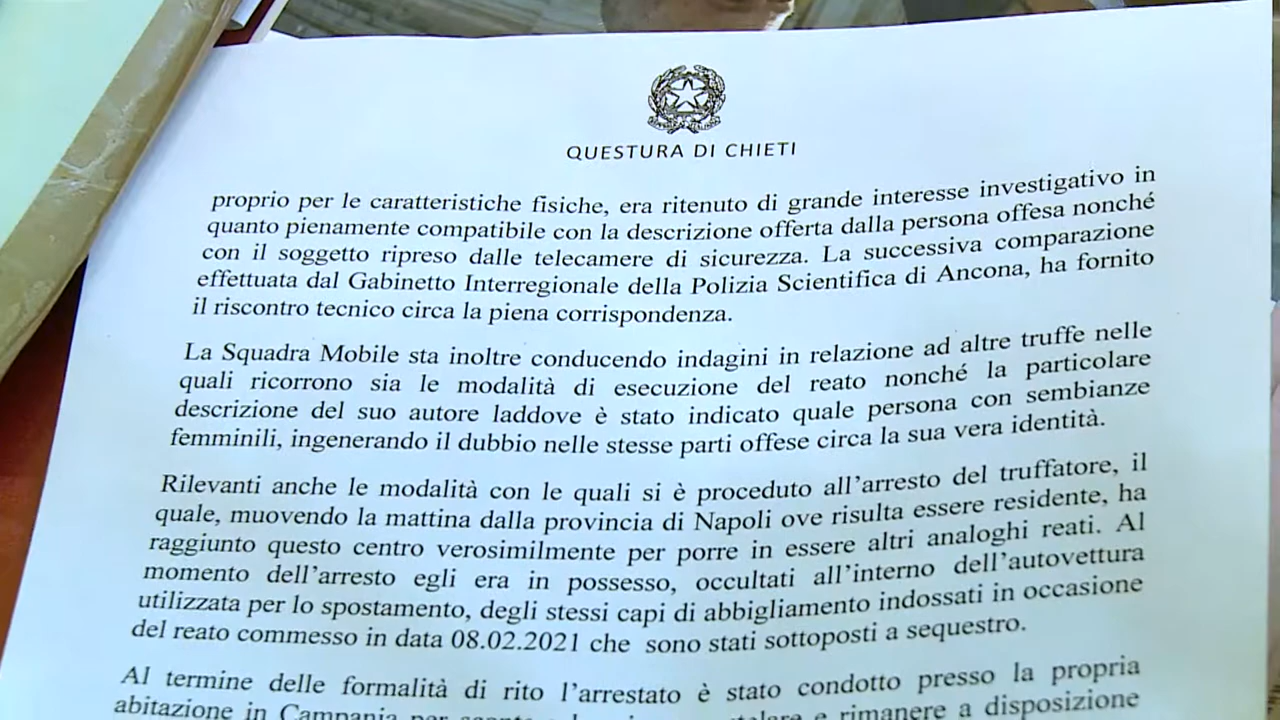 QUESTURA DI CHIETI
proprio per le caratteristiche fisiche, era ritenuto di grande interesse investigativo in
quanto pienamente compatibile con la descrizione offerta dalla persona offesa nonché
con il soggetto ripreso dalle telecamere di sicurezza. La successiva comparazione
effettuata dal Gabinetto Interregionale della Polizia Scientifica di Ancona, ha fornito
il riscontro tecnico circa la piena corrispondenza.
La Squadra Mobile sta inoltre conducendo indagini in relazione ad altre truffe nelle
quali ricorrono sia le modalità di esecuzione del reato nonché la particolare
descrizione del suo autore laddove è stato indicato quale persona con sembianze
femminili, ingenerando il dubbio nelle stesse parti offese circa la sua vera identità.
Rilevanti anche le modalità con le quali si è proceduto all’arresto del truffatore, il
quale, muovendo la mattina dalla provincia di Napoli ove risulta essere residente, ha
raggiunto questo centro verosimilmente per porre in essere altri analoghi reati. Al
momento dell’arresto egli era in possesso, occultati all’interno dell’autovettura
utilizzata per lo spostamento, degli stessi capi di abbigliamento indossati in occasione
del reato commesso in data 08.02.2021 che sono stati sottoposti a sequestro.
Al termine delle formalità di rito l’arrestato è stato condotto presso la propria
abitazione in Campania per e rimanere a disposizione